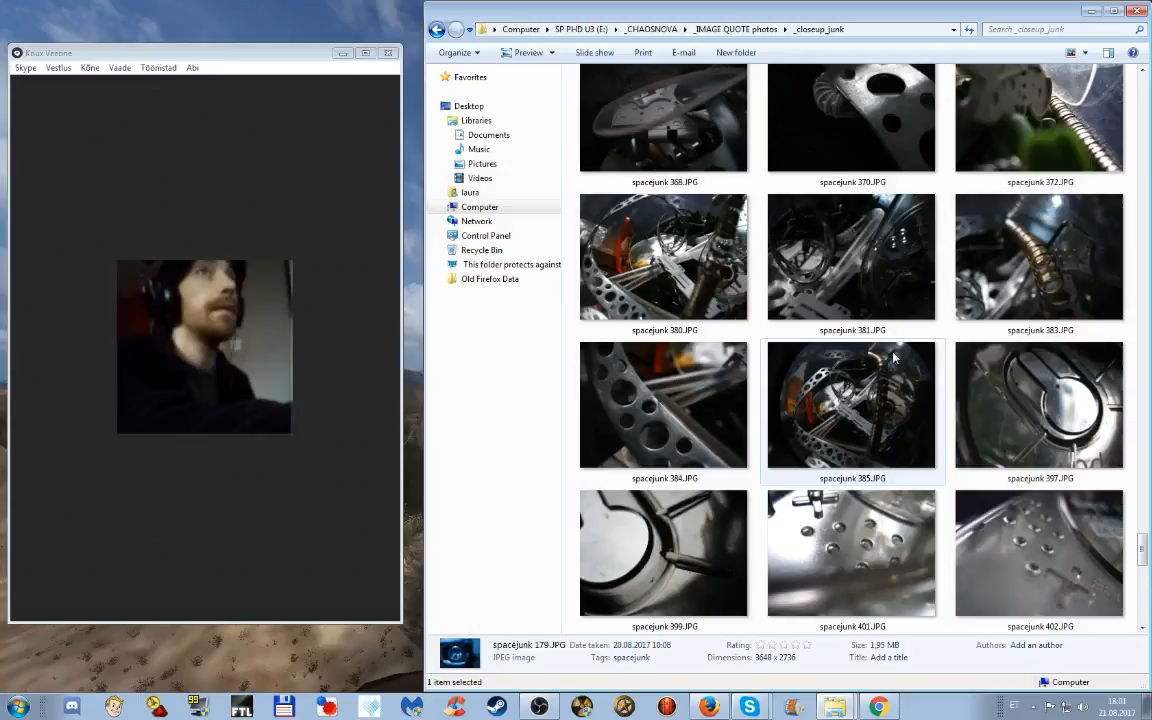 Knux Veeone
Skype Vestlus Kõne Vaade Tööriistad Abi
Computer SP PHD U3 (E:) _CHAOSNOVA _IMAGE QUOTE photos _closeup_junk
Search _closeup_junk
Organize Preview Slide show Print E-mail New folder
Favorites
Desktop
Libraries
Documents
Music
Pictures
Videos
laura
Computer
Network
Control Panel
Recycle Bin
This folder protects against
Old Firefox Data
spacejunk 368.JPG spacejunk 370.JPG spacejunk 372.JPG
spacejunk 380.JPG spacejunk 381.JPG spacejunk 383.JPG
spacejunk 384.JPG spacejunk 385.JPG spacejunk 397.JPG
spacejunk 399.JPG spacejunk 401.JPG spacejunk 402.JPG
spacejunk 179.JPG Date taken: 20.08.2017 10:08 Rating: Size: 1,95 MB Authors: Add an author
JPEG image Tags: spacejunk Dimensions: 3648 x 2736 Title: Add a title
1 item selected Computer
99
FTL
ET
18:01
21.08.2017